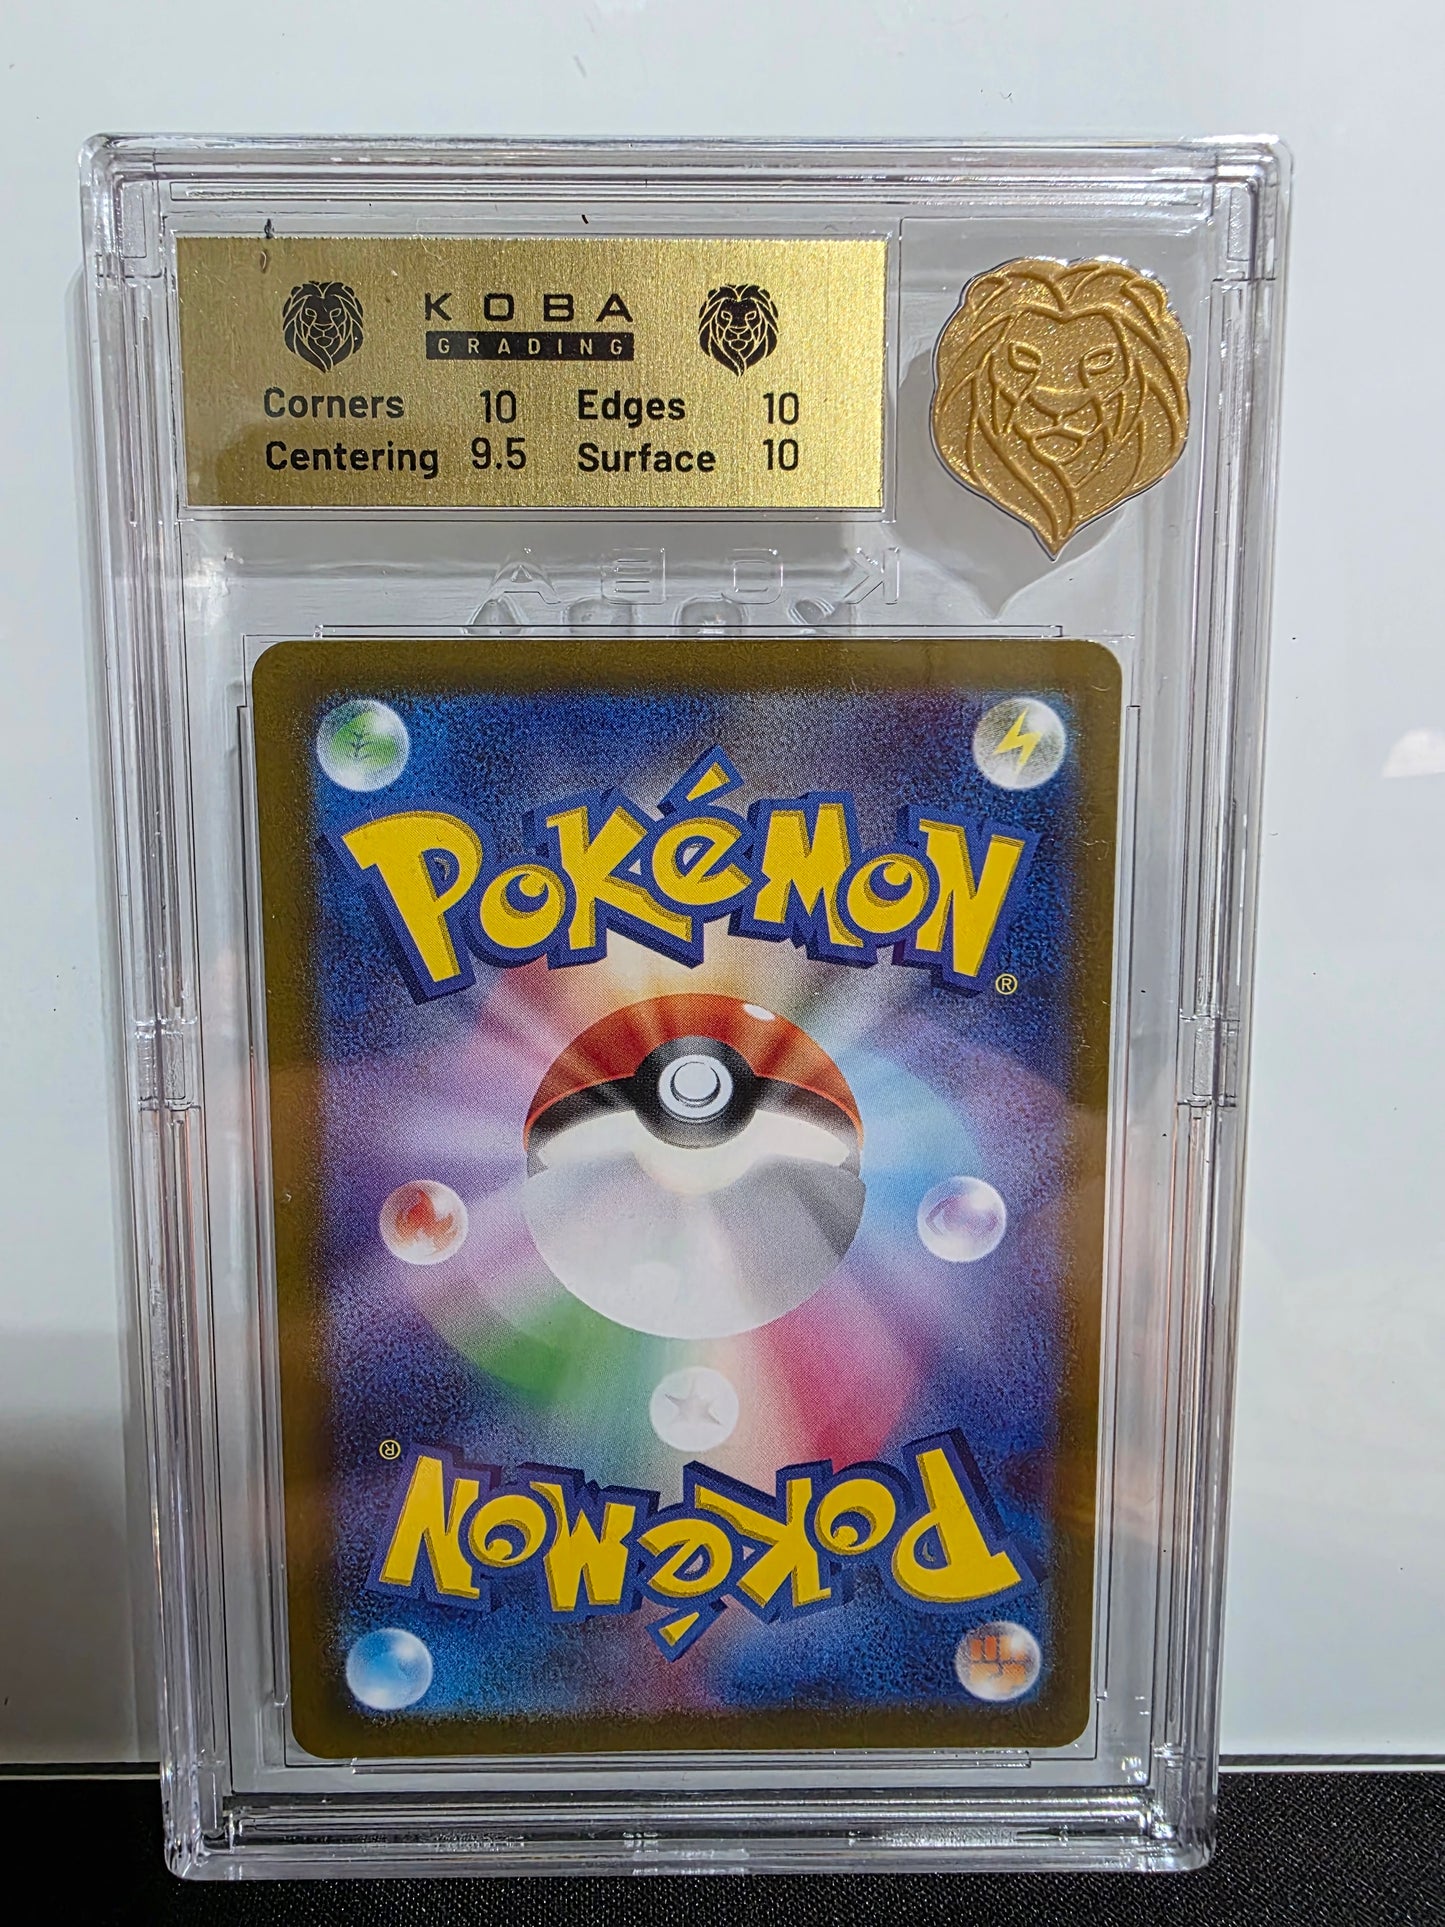 KOBA
GRADING
Corners 10 Edges 10
Centering 9.5 Surface 10
KOBA
POKéMON®
POKéMON®